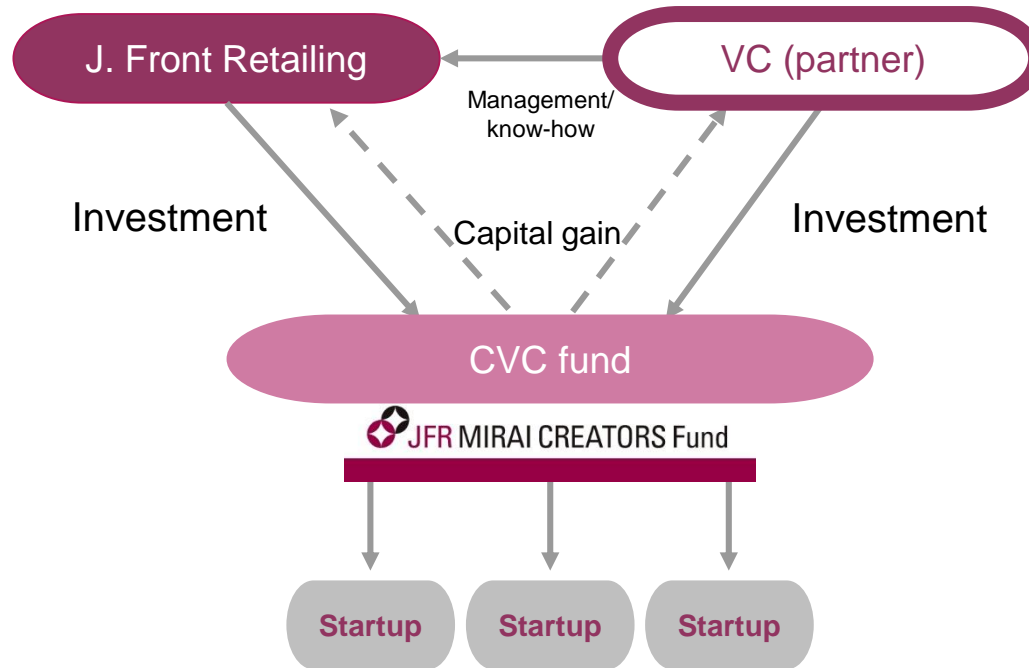 J. Front Retailing
VC (partner)
Management/
know-how
Investment
Investment
Capital gain
CVC fund
JFR MIRAI CREATORS Fund
Startup
Startup
Startup